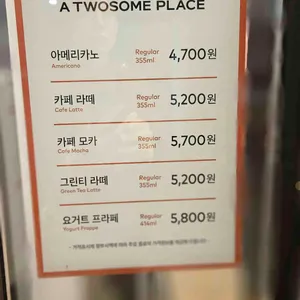 A TWOSOME PLACE
아메리카노 Regular 4,700원
Americano 355ml
카페 라떼 Regular 5,200원
Cafe Latte 355ml
카페 모카 Regular 5,700원
Cafe Mocha 355ml
그린티 라떼 Regular 5,200원
Green Tea Latte 355ml
요거트 프라페 Regular 5,800원
Yogurt Frappe 414ml